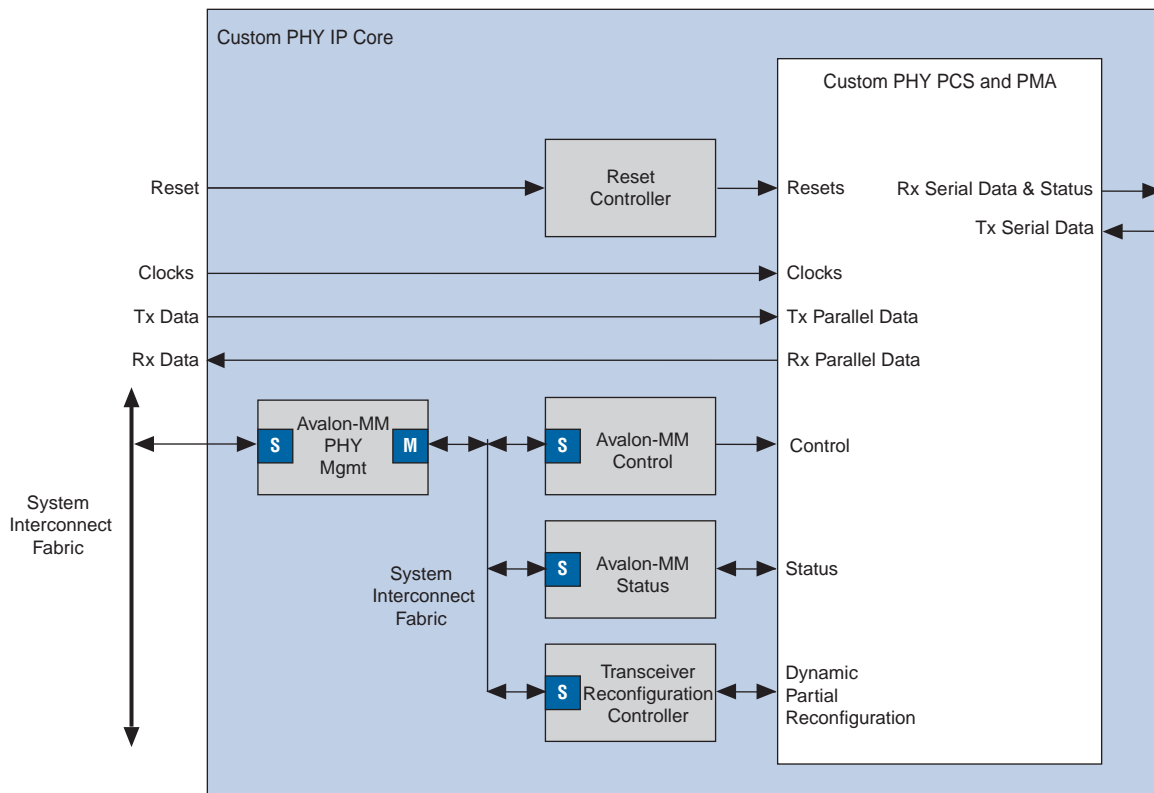 Custom PHY IP Core
Custom PHY PCS and PMA
Reset
Reset
Controller
Resets
Rx Serial Data & Status
Tx Serial Data
Clocks
Clocks
Tx Data
Tx Parallel Data
Rx Data
Rx Parallel Data
S
Avalon-MM
PHY
Mgmt
M
S
Avalon-MM
Control
Control
System
Interconnect
Fabric
S
Avalon-MM
Status
Status
System
Interconnect
Fabric
S
Transceiver
Reconfiguration
Controller
Dynamic
Partial
Reconfiguration